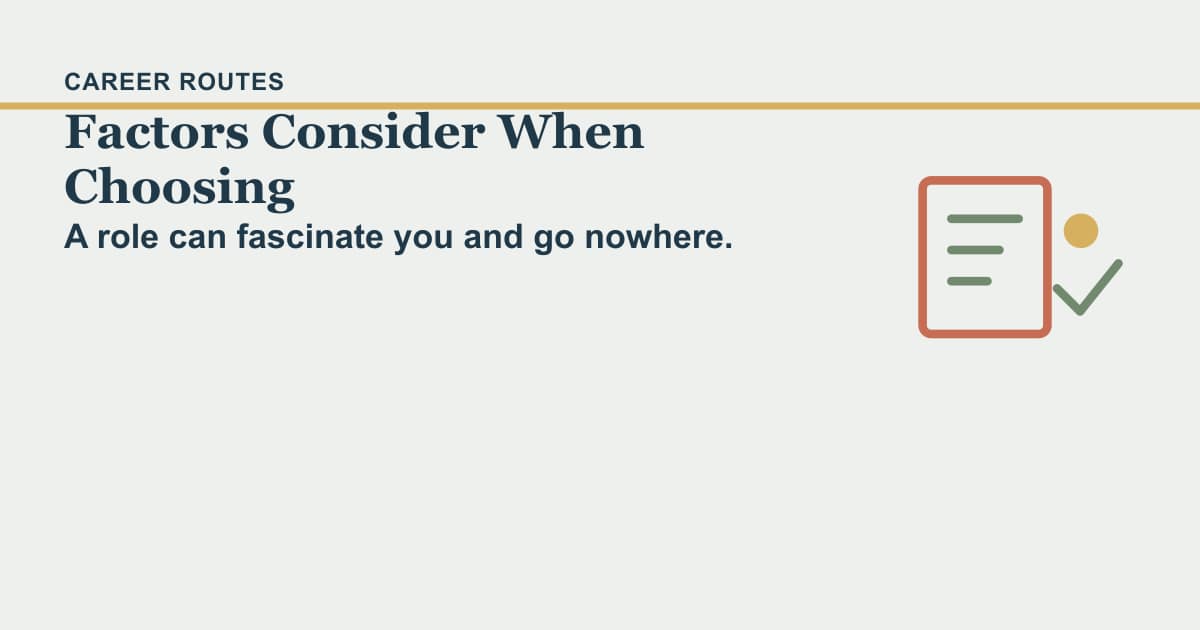 CAREER ROUTES
Factors Consider When
Choosing
A role can fascinate you and go nowhere.